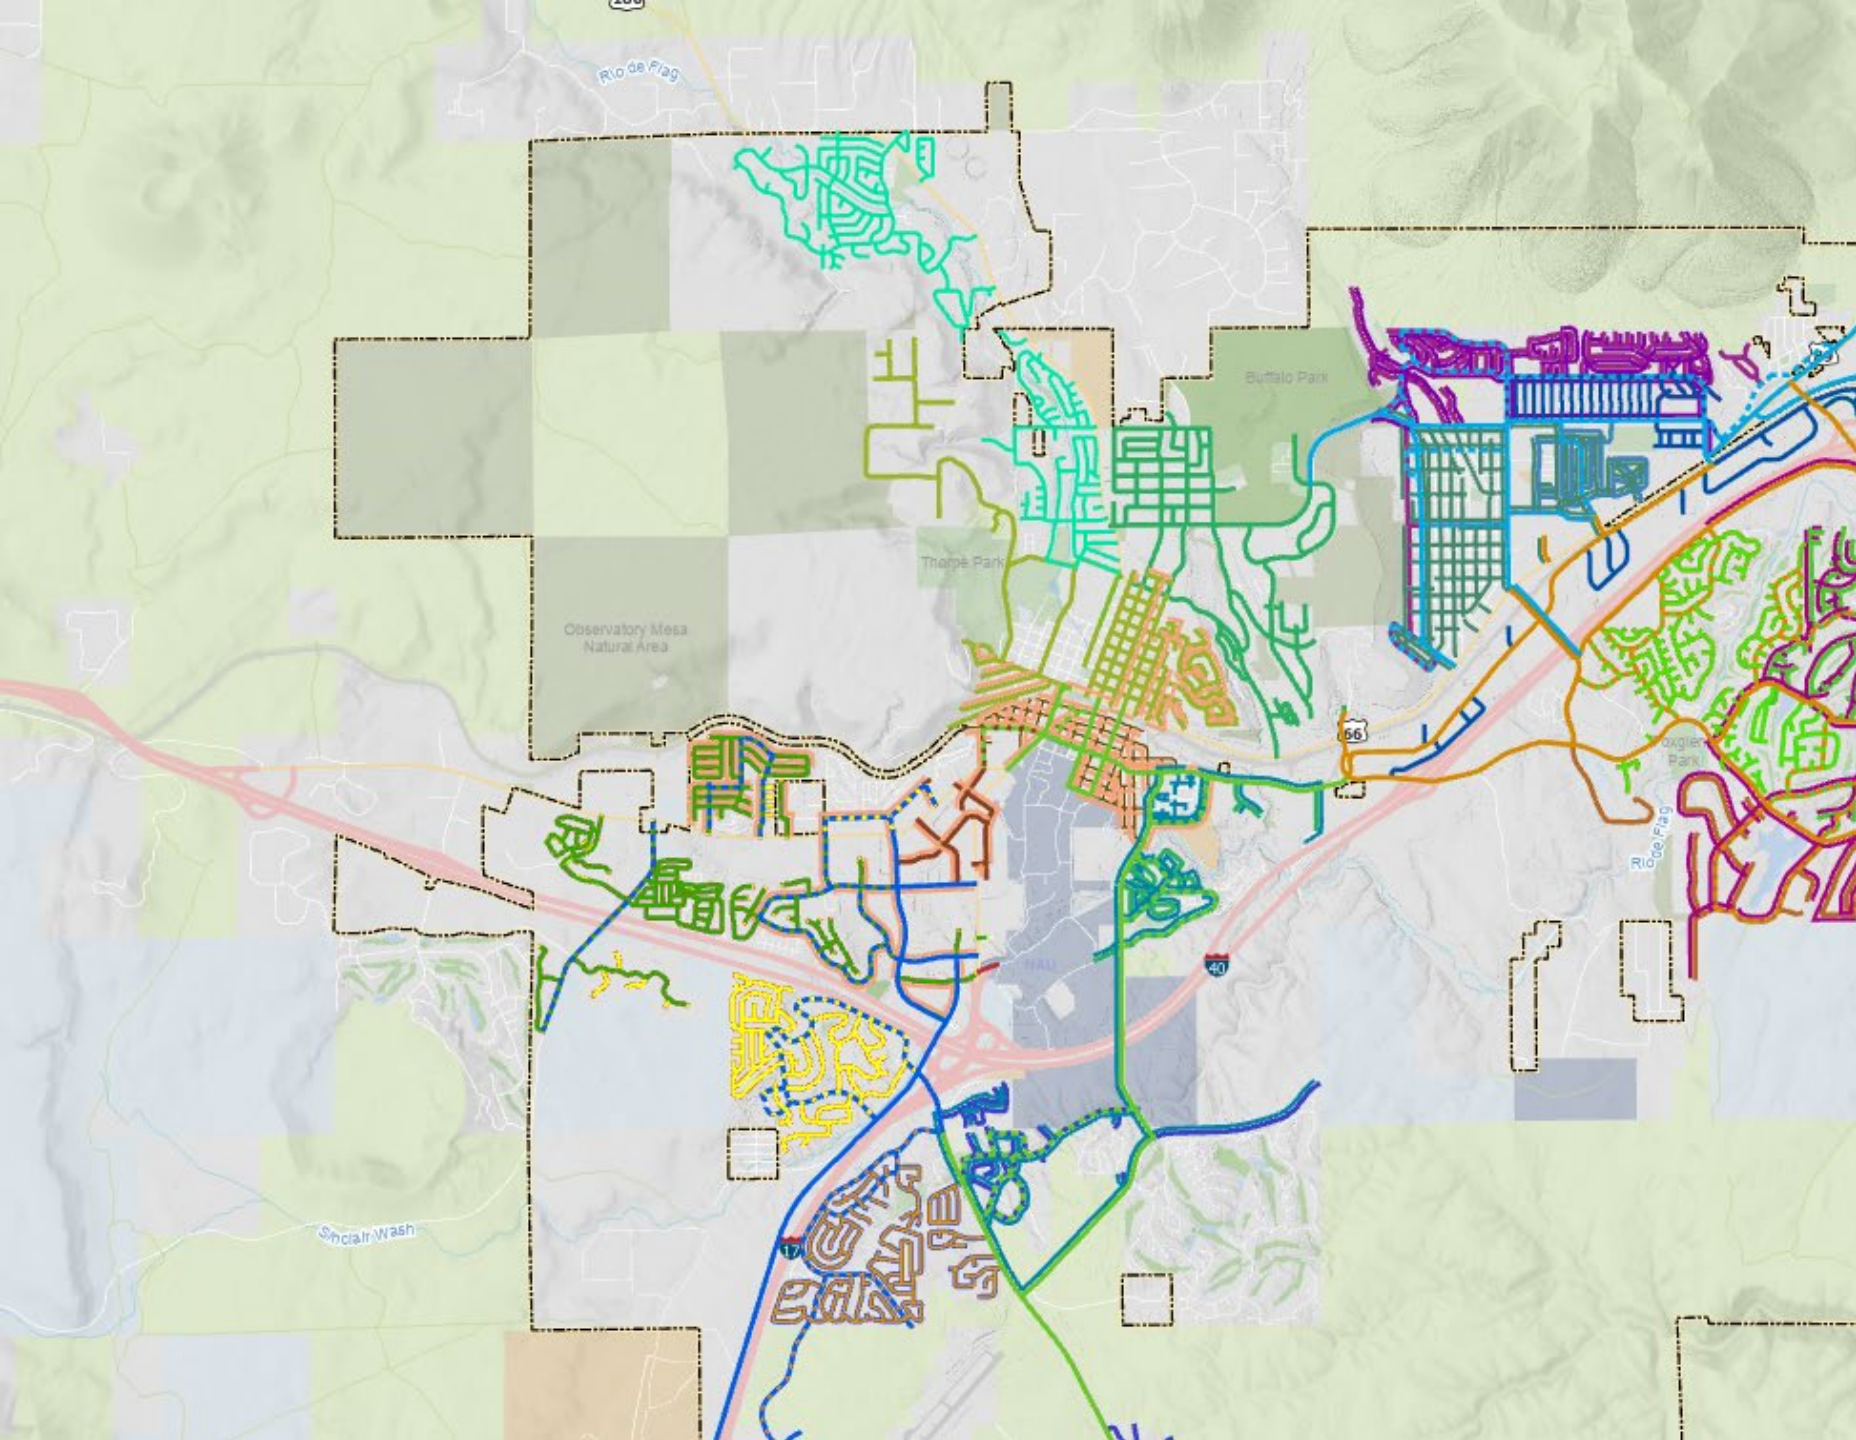 Rio de Flag
Buffalo Park
Thorpe Park
Observatory Mesa
Natural Area
66
Park
Rio de Flag
NAU
40
Sinclair Wash
17